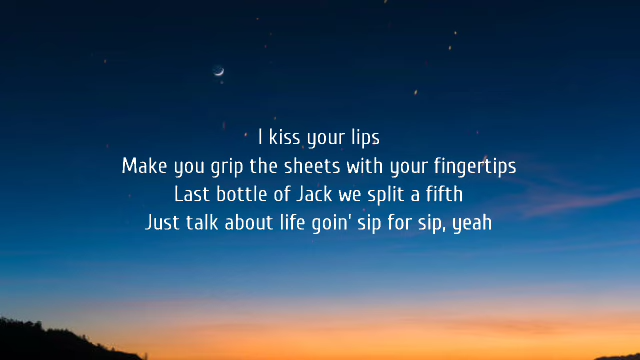 I kiss your lips
Make you grip the sheets with your fingertips
Last bottle of Jack we split a fifth
Just talk about life goin' sip for sip, yeah